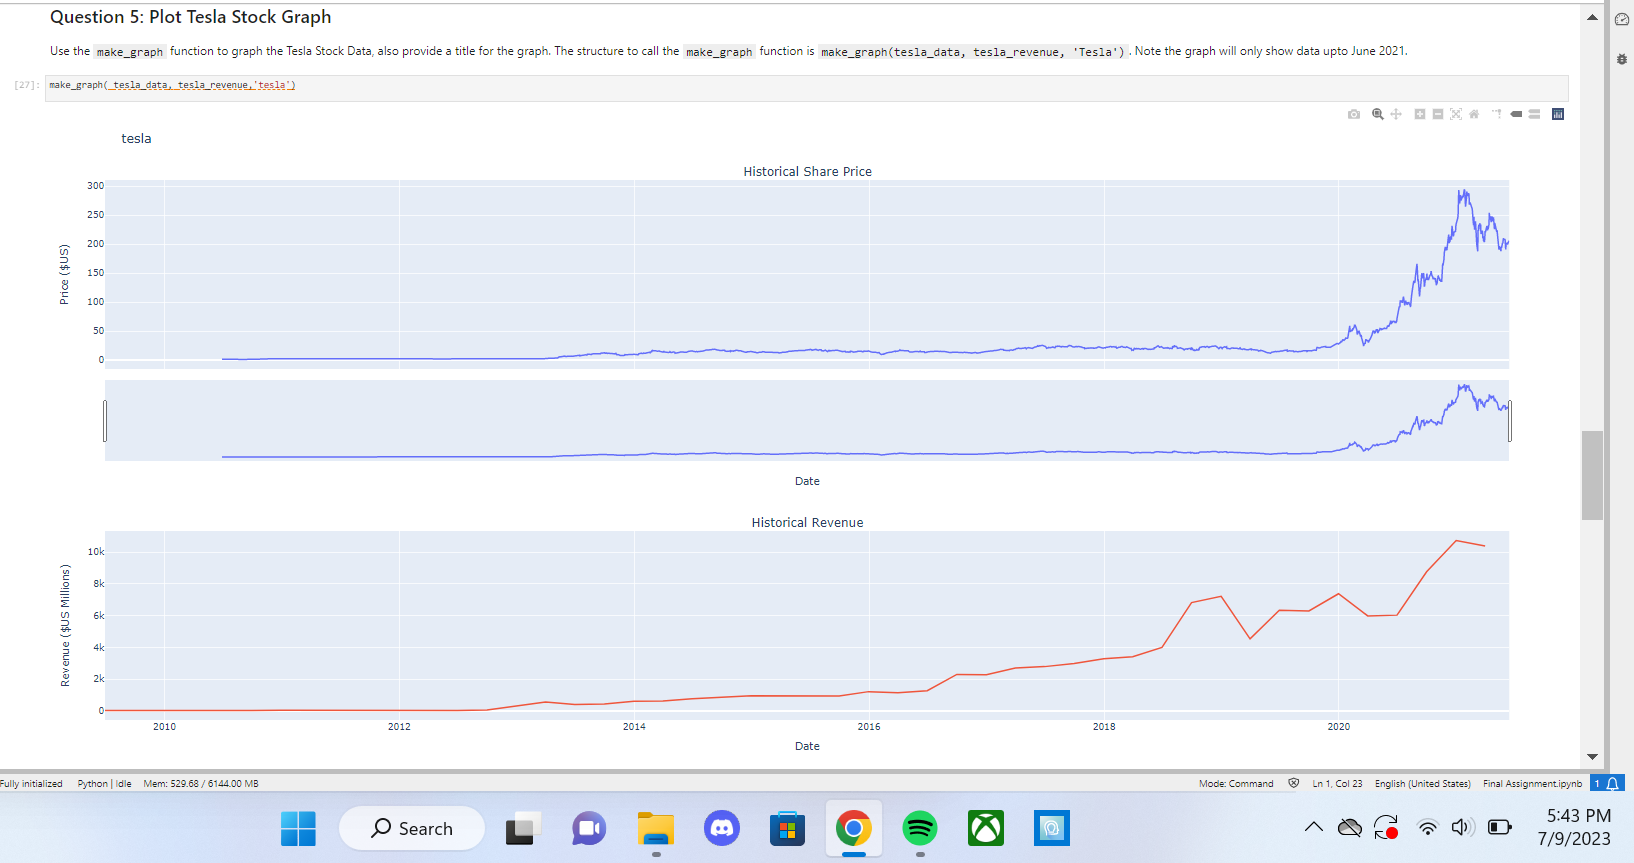 Question 5: Plot Tesla Stock Graph
Use the make_graph function to graph the Tesla Stock Data, also provide a title for the graph. The structure to call the make_graph function is make_graph(tesla_data, tesla_revenue, 'Tesla') . Note the graph will only show data upto June 2021.
[27]: make_graph( tesla_data, tesla_revenue,'tesla')
tesla
Historical Share Price
300
250
200
150
100
50
0
Price ($US)
Date
Historical Revenue
10k
8k
6k
4k
2k
0
Revenue ($US Millions)
2010 2012 2014 2016 2018 2020
Date
Fully initialized Python | Idle Mem: 529.68 / 6144.00 MB Mode: Command Ln 1, Col 23 English (United States) Final Assignment.ipynb 1
Search
5:43 PM
7/9/2023